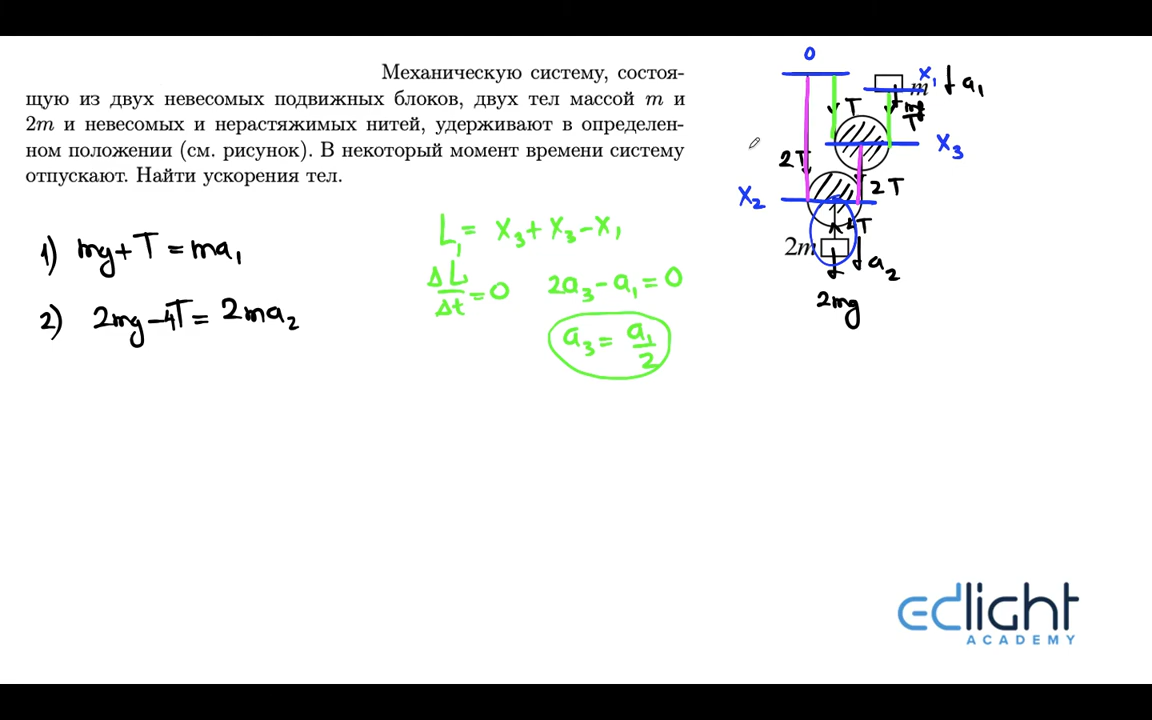 Механическую систему, состоя-
щую из двух невесомых подвижных блоков, двух тел массой m и
2m и невесомых и нерастяжимых нитей, удерживают в определен-
ном положении (см. рисунок). В некоторый момент времени систему
отпускают. Найти ускорения тел.
1) mg+T=ma₁
2) 2mg-4T=2ma₂
L₁= x₃+x₃-x₁
ΔL/Δt=0 2a₃-a₁=0
a₃= a₁/2
0
x₁
m
a₁
T
mg
T
x₃
2T
2T
x₂
4T
2m
a₂
2mg
edlight
ACADEMY